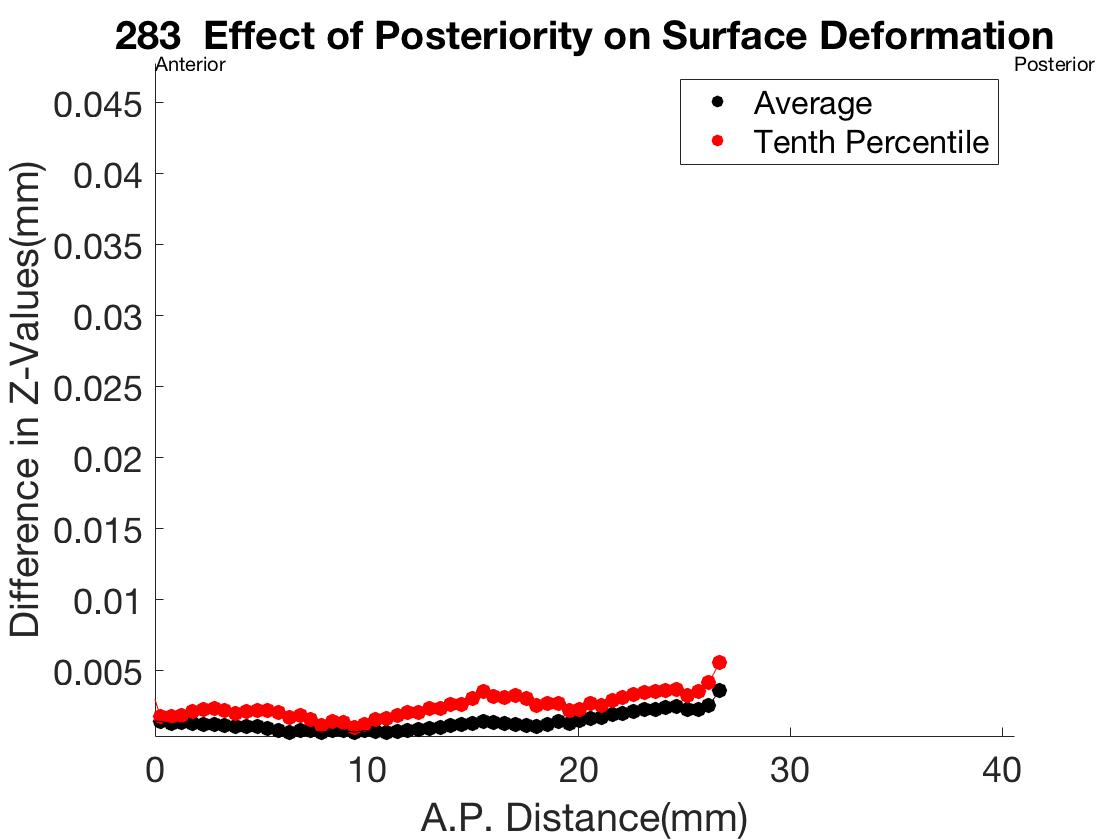 283  Effect of Posteriority on Surface Deformation
Anterior
Posterior
Average
Tenth Percentile
0.045
0.04
0.035
0.03
0.025
0.02
0.015
0.01
0.005
Difference in Z-Values(mm)
0
10
20
30
40
A.P. Distance(mm)